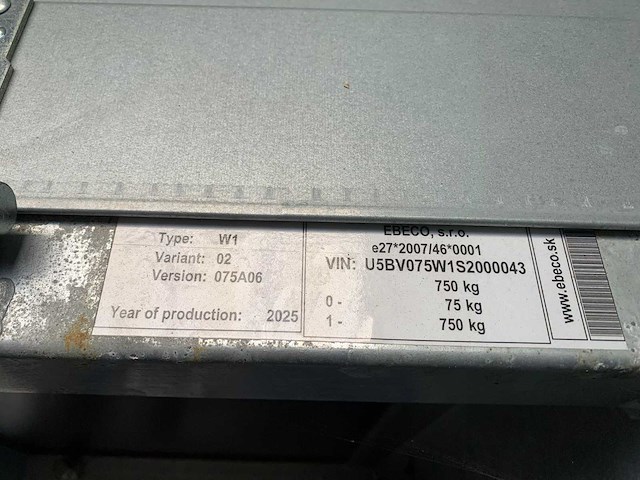 Type: W1
Variant: 02
Version: 075A06
Year of production: 2025
EBECO, s.r.o.
e27*2007/46*0001
VIN: U5BV075W1S2000043
750 kg
0 - 75 kg
1 - 750 kg
www.ebeco.sk